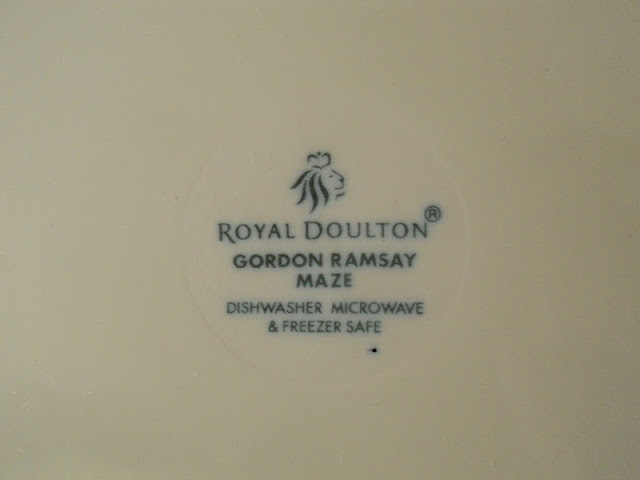 ROYAL DOULTON®
GORDON RAMSAY
MAZE
DISHWASHER MICROWAVE
& FREEZER SAFE